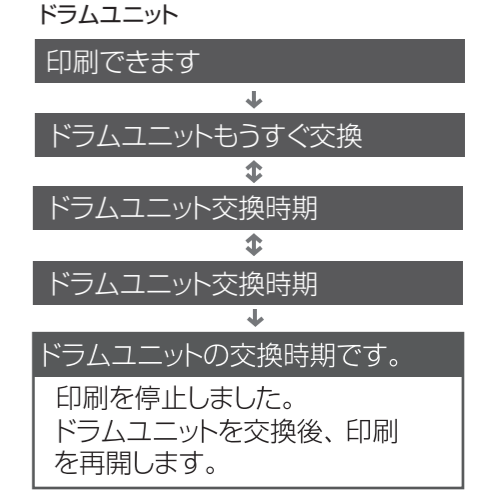 ドラムユニット
印刷できます
ドラムユニットもうすぐ交換
ドラムユニット交換時期
ドラムユニット交換時期
ドラムユニットの交換時期です。
印刷を停止しました。
ドラムユニットを交換後、印刷
を再開します。